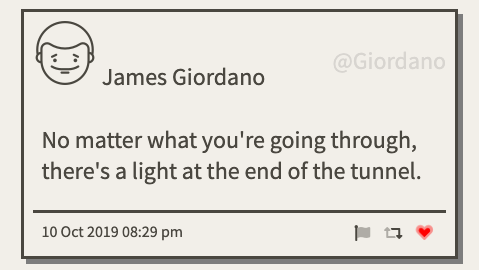 @Giordano
James Giordano
No matter what you're going through,
there's a light at the end of the tunnel.
10 Oct 2019 08:29 pm